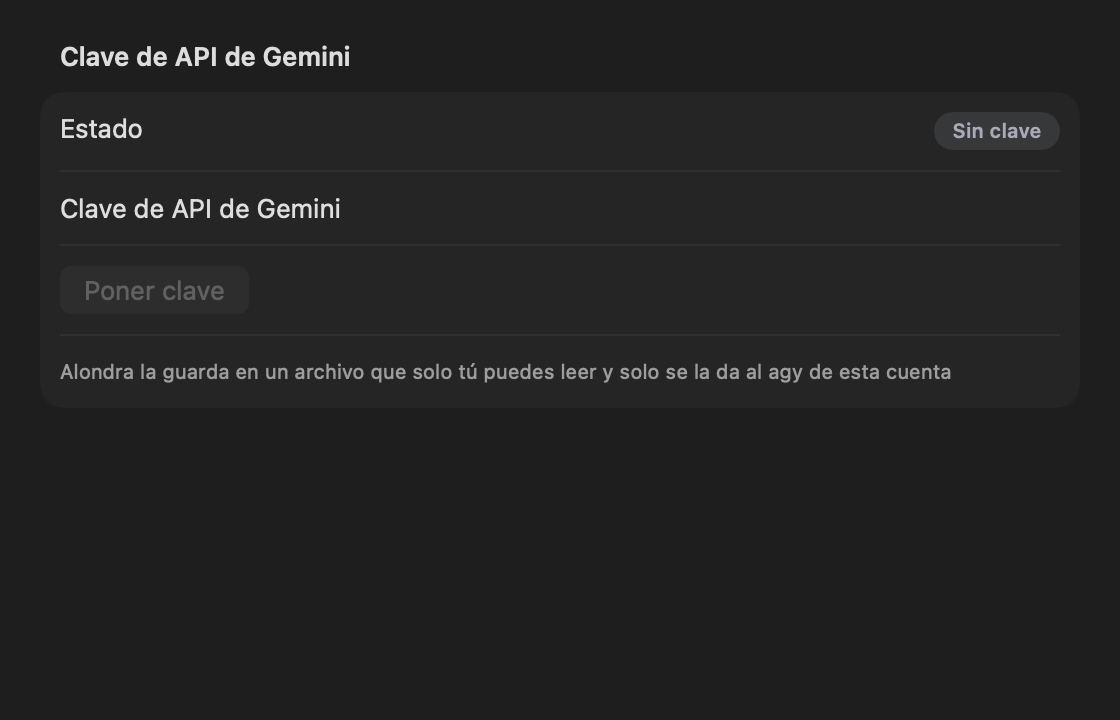 Clave de API de Gemini
Estado
Sin clave
Clave de API de Gemini
Poner clave
Alondra la guarda en un archivo que solo tú puedes leer y solo se la da al agy de esta cuenta